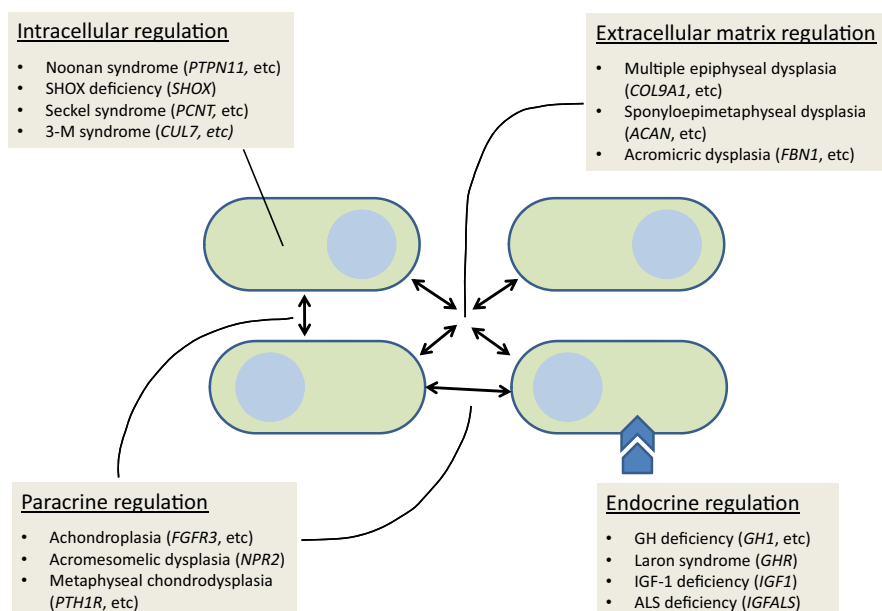 Intracellular regulation
• Noonan syndrome (PTPN11, etc)
• SHOX deficiency (SHOX)
• Seckel syndrome (PCNT, etc)
• 3-M syndrome (CUL7, etc)
Extracellular matrix regulation
• Multiple epiphyseal dysplasia
(COL9A1, etc)
• Sponyloepimetaphyseal dysplasia
(ACAN, etc)
• Acromicric dysplasia (FBN1, etc)
Paracrine regulation
• Achondroplasia (FGFR3, etc)
• Acromesomelic dysplasia (NPR2)
• Metaphyseal chondrodysplasia
(PTH1R, etc)
Endocrine regulation
• GH deficiency (GH1, etc)
• Laron syndrome (GHR)
• IGF-1 deficiency (IGF1)
• ALS deficiency (IGFALS)